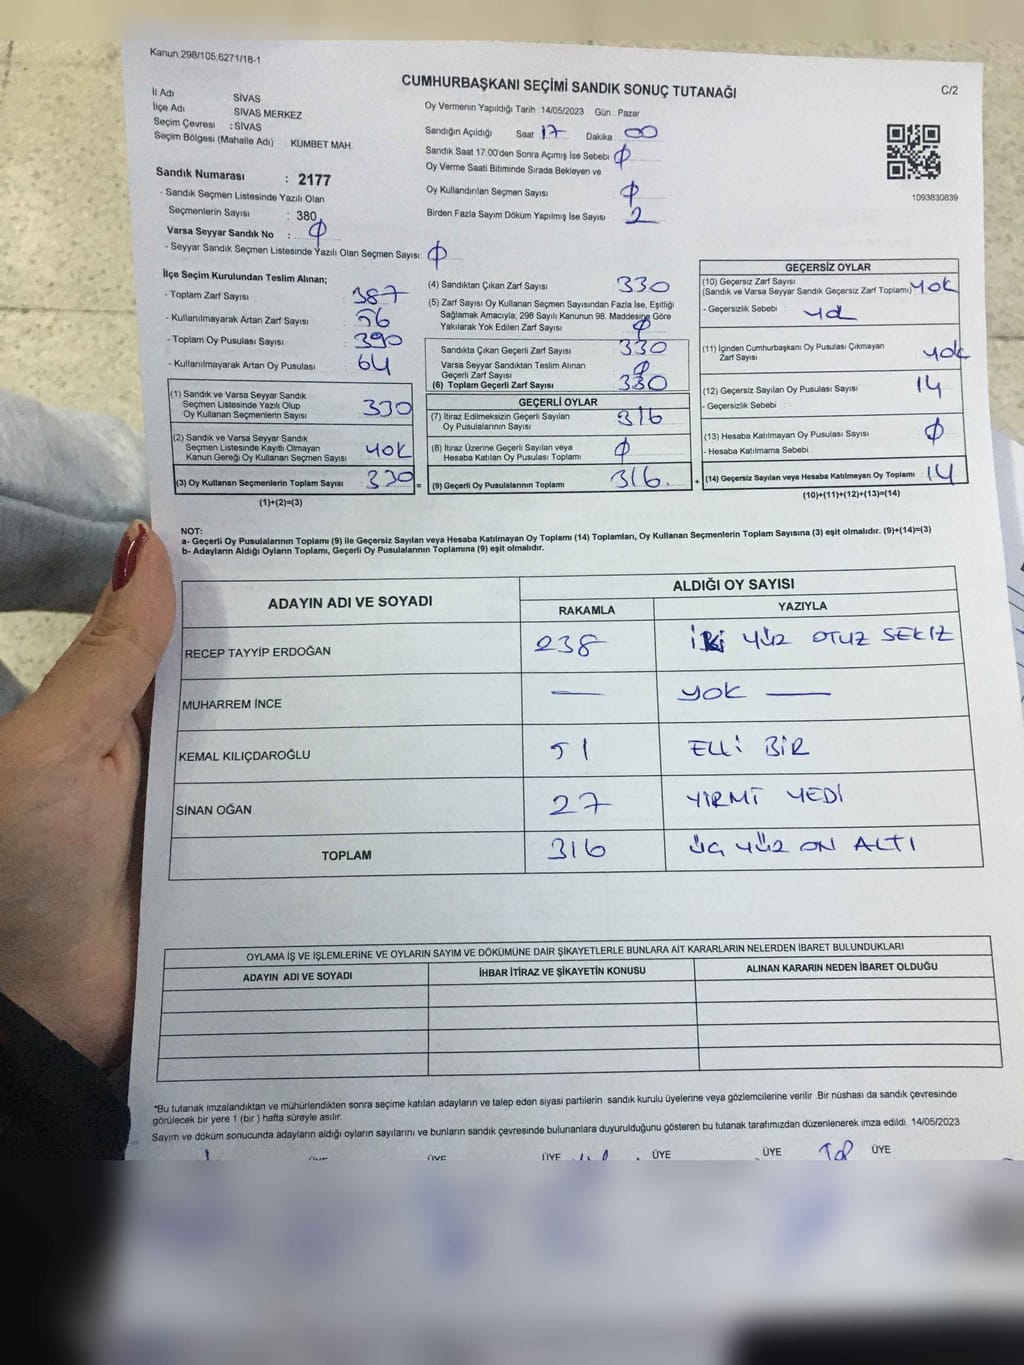 Kanun,298/105,6271/18-1
CUMHURBAŞKANI SEÇİMİ SANDIK SONUÇ TUTANAĞI
C/2
İl Adı SİVAS
İlçe Adı SİVAS MERKEZ
Seçim Çevresi : SİVAS
Seçim Bölgesi (Mahalle Adı) : KÜMBET MAH.
Sandık Numarası : 2177
- Sandık Seçmen Listesinde Yazılı Olan
Seçmenlerin Sayısı : 380
Varsa Seyyar Sandık No : Ø
- Seyyar Sandık Seçmen Listesinde Yazılı Olan Seçmen Sayısı: Ø
Oy Vermenin Yapıldığı Tarih : 14/05/2023 Gün : Pazar
Sandığın Açıldığı Saat 17 Dakika : 00
Sandık Saat 17:00'den Sonra Açımış İse Sebebi Ø
Oy Verme Saati Bitiminde Sırada Bekleyen ve
Oy Kullandırılan Seçmen Sayısı Ø
Birden Fazla Sayım Döküm Yapılmış İse Sayısı 2
1093830839
İlçe Seçim Kurulundan Teslim Alınan;
- Toplam Zarf Sayısı : 387
- Kullanılmayarak Artan Zarf Sayısı : 56
- Toplam Oy Pusulası Sayısı : 390
- Kullanılmayarak Artan Oy Pusulası : 64
(1) Sandık ve Varsa Seyyar Sandık
Seçmen Listesinde Yazılı Olup
Oy Kullanan Seçmenlerin Sayısı 330
(2) Sandık ve Varsa Seyyar Sandık
Seçmen Listesinde Kayıtlı Olmayan
Kanun Gereği Oy Kullanan Seçmen Sayısı YOK
(3) Oy Kullanan Seçmenlerin Toplam Sayısı 330 =
(1)+(2)=(3)
(4) Sandıktan Çıkan Zarf Sayısı 330
(5) Zarf Sayısı Oy Kullanan Seçmen Sayısından Fazla İse, Eşitliği
Sağlamak Amacıyla, 298 Sayılı Kanunun 98. Maddesine Göre
Yakılarak Yok Edilen Zarf Sayısı Ø
Sandıkta Çıkan Geçerli Zarf Sayısı 330
Varsa Seyyar Sandıktan Teslim Alınan
Geçerli Zarf Sayısı Ø
(6) Toplam Geçerli Zarf Sayısı 330
GEÇERLİ OYLAR
(7) İtiraz Edilmeksizin Geçerli Sayılan
Oy Pusulalarının Sayısı 316
(8) İtiraz Üzerine Geçerli Sayılan veya
Hesaba Katılan Oy Pusulası Toplamı Ø
(9) Geçerli Oy Pusulalarının Toplamı 316. +
GEÇERSİZ OYLAR
(10) Geçersiz Zarf Sayısı
(Sandık ve Varsa Seyyar Sandık Geçersiz Zarf Toplamı) YOK
- Geçersizlik Sebebi :
(11) İçinden Cumhurbaşkanı Oy Pusulası Çıkmayan
Zarf Sayısı YOK
(12) Geçersiz Sayılan Oy Pusulası Sayısı 14
- Geçersizlik Sebebi :
(13) Hesaba Katılmayan Oy Pusulası Sayısı Ø
- Hesaba Katılmama Sebebi :
(14) Geçersiz Sayılan veya Hesaba Katılmayan Oy Toplamı 14
(10)+(11)+(12)+(13)=(14)
NOT:
a- Geçerli Oy Pusulalarının Toplamı (9) ile Geçersiz Sayılan veya Hesaba Katılmayan Oy Toplamı (14) Toplamları, Oy Kullanan Seçmenlerin Toplam Sayısına (3) eşit olmalıdır. (9)+(14)=(3)
b- Adayların Aldığı Oyların Toplamı, Geçerli Oy Pusulalarının Toplamına (9) eşit olmalıdır.
ADAYIN ADI VE SOYADI ALDIĞI OY SAYISI
RAKAMLA YAZIYLA
RECEP TAYYİP ERDOĞAN 238 İKİ YÜZ OTUZ SEKİZ
MUHARREM İNCE — YOK —
KEMAL KILIÇDAROĞLU 51 ELLİ BİR
SİNAN OĞAN 27 YİRMİ YEDİ
TOPLAM 316 ÜÇ YÜZ ON ALTI
OYLAMA İŞ VE İŞLEMLERİNE VE OYLARIN SAYIM VE DÖKÜMÜNE DAİR ŞİKAYETLERLE BUNLARA AİT KARARLARIN NELERDEN İBARET BULUNDUKLARI
ADAYIN ADI VE SOYADI İHBAR İTİRAZ VE ŞİKAYETİN KONUSU ALINAN KARARIN NEDEN İBARET OLDUĞU
*Bu tutanak imzalandıktan ve mühürlendikten sonra seçime katılan adayların ve talep eden siyasi partilerin sandık kurulu üyelerine veya gözlemcilerine verilir .Bir nüshası da sandık çevresinde
görülecek bir yere 1 (bir ) hafta süreyle asılır.
Sayım ve döküm sonucunda adayların aldığı oyların sayılarını ve bunların sandık çevresinde bulunanlara duyurulduğunu gösteren bu tutanak tarafımızdan düzenlenerek imza edildi. 14/05/2023
ÜYE ÜYE ÜYE ÜYE ÜYE ÜYE